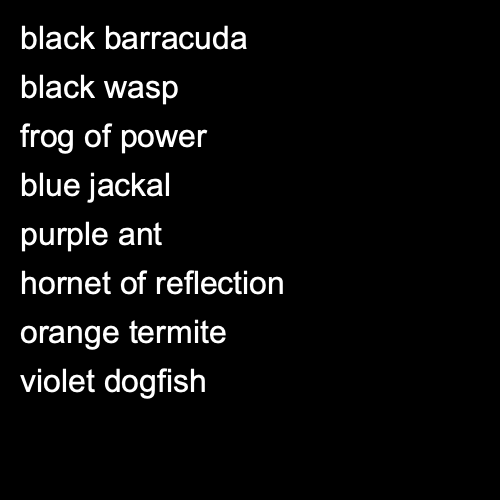 black barracuda
black wasp
frog of power
blue jackal
purple ant
hornet of reflection
orange termite
violet dogfish